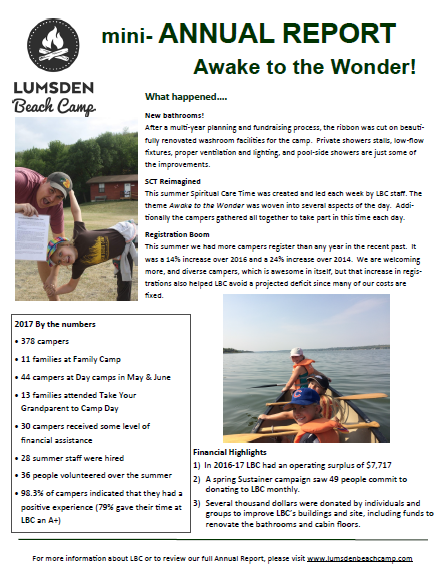 LUMSDEN
Beach Camp
mini- ANNUAL REPORT
Awake to the Wonder!
What happened....
New bathrooms!
After a multi-year planning and fundraising process, the ribbon was cut on beauti-
fully renovated washroom facilities for the camp. Private showers stalls, low-flow
fixtures, proper ventilation and lighting, and pool-side showers are just some of
the improvements.
SCT Reimagined
This summer Spiritual Care Time was created and led each week by LBC staff. The
theme Awake to the Wonder was woven into several aspects of the day. Addi-
tionally the campers gathered all together to take part in this time each day.
Registration Boom
This summer we had more campers register than any year in the recent past. It
was a 14% increase over 2016 and a 24% increase over 2014. We are welcoming
more, and diverse campers, which is awesome in itself, but that increase in regis-
trations also helped LBC avoid a projected deficit since many of our costs are
fixed.
2017 By the numbers
• 378 campers
• 11 families at Family Camp
• 44 campers at Day camps in May & June
• 13 families attended Take Your
Grandparent to Camp Day
• 30 campers received some level of
financial assistance
• 28 summer staff were hired
• 36 people volunteered over the summer
• 98.3% of campers indicated that they had a
positive experience (79% gave their time at
LBC an A+)
Financial Highlights
1) In 2016-17 LBC had an operating surplus of $7,717
2) A spring Sustainer campaign saw 49 people commit to
donating to LBC monthly.
3) Several thousand dollars were donated by individuals and
groups to improve LBC's buildings and site, including funds to
renovate the bathrooms and cabin floors.
For more information about LBC or to review our full Annual Report, please visit www.lumsdenbeachcamp.com